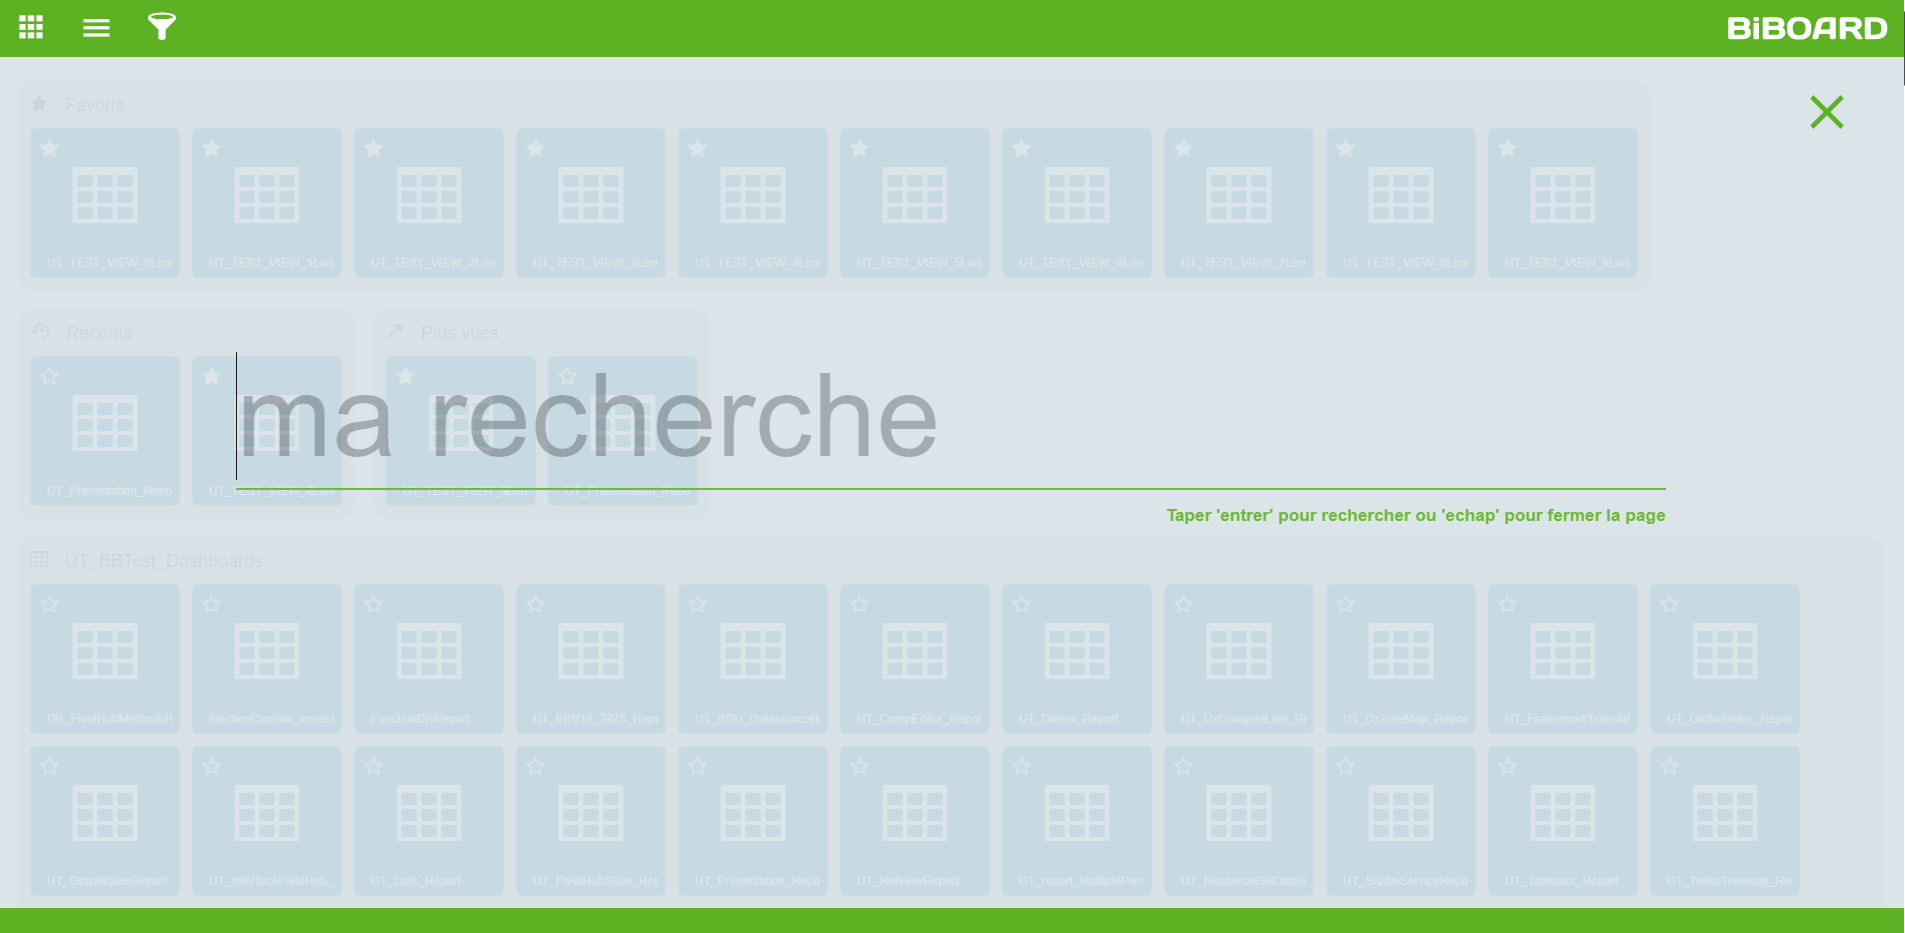 BiBOARD
Favoris
UT_TEST_VIEW_0Lon UT_TEST_VIEW_1Lon UT_TEST_VIEW_2Lon UT_TEST_VIEW_3Lon UT_TEST_VIEW_4Lon UT_TEST_VIEW_5Lon UT_TEST_VIEW_6Lon UT_TEST_VIEW_7Lon UT_TEST_VIEW_8Lon UT_TEST_VIEW_9Lon
Récents Plus vues
ma recherche
UT_Presentation_Repo UT_TEST_VIEW_0Lon UT_TEST_VIEW_0Lon UT_Presentation_Repo
Taper 'entrer' pour rechercher ou 'echap' pour fermer la page
UT_BBTest_Dashboards
DB_PivotHubMethodsR fonctionCustom_annexl FonctionDBReport UT_BBV16_2875_Repo UT_BDD_DatasourceR UT_CompEditor_Repor UT_Divers_Report UT_DxGroupedLine_Re UT_DxTreeMap_Repor UT_FrameworkTranslat UT_GlobalIndex_Repor
UT_GraphiquesReport UT_InterfacePivotHub_ UT_Lists_Report UT_PivotHubState_Rep UT_Presentation_Repo UT_RelViewReport UT_report_MultiplePivo UT_ResourceGetDataS UT_StudioServiceRepo UT_Tableaux_Report UT_TuilesTreemap_Re